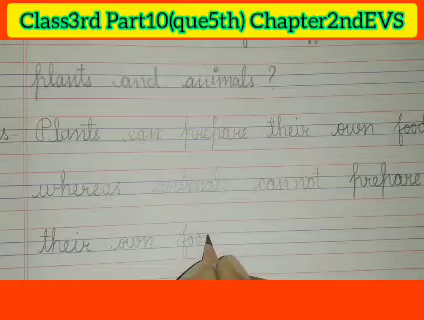 Class3rd Part10(que5th) Chapter2ndEVS
plants and animals ?
s- Plants can prepare their own food
whereas animals cannot prepare
their own foo